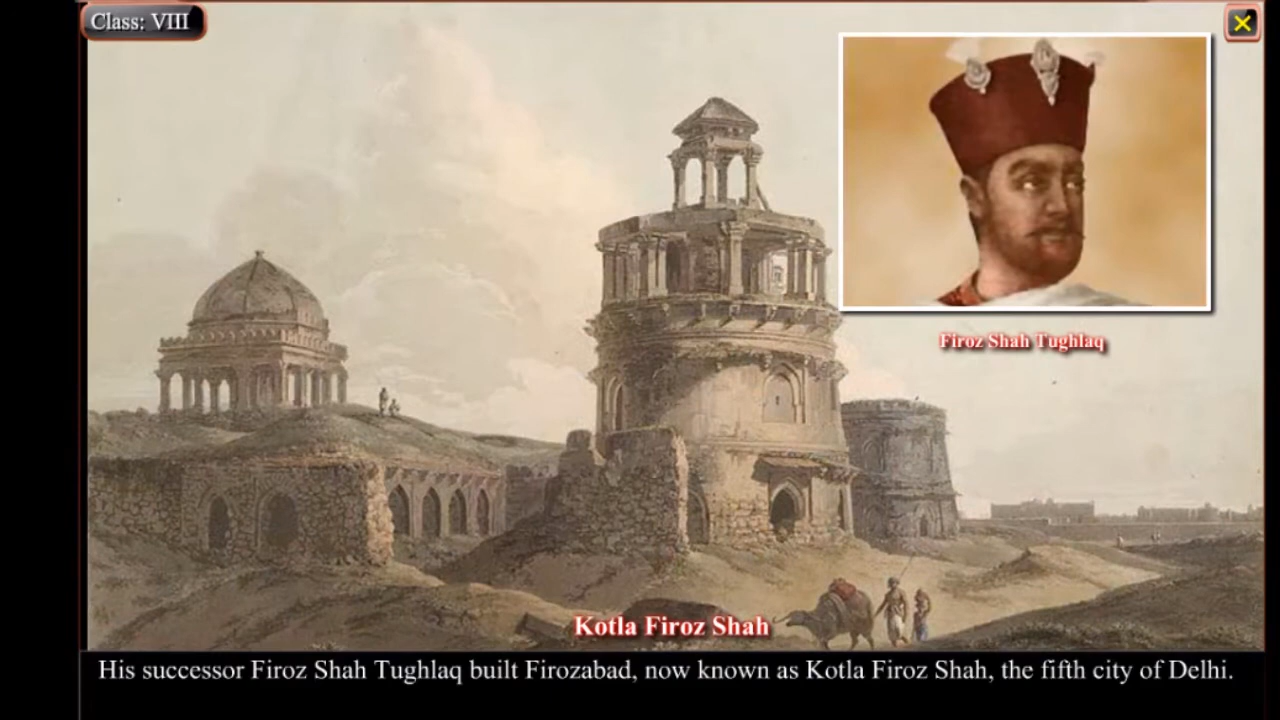 Class: VIII
Firoz Shah Tughlaq
Kotla Firoz Shah
His successor Firoz Shah Tughlaq built Firozabad, now known as Kotla Firoz Shah, the fifth city of Delhi.